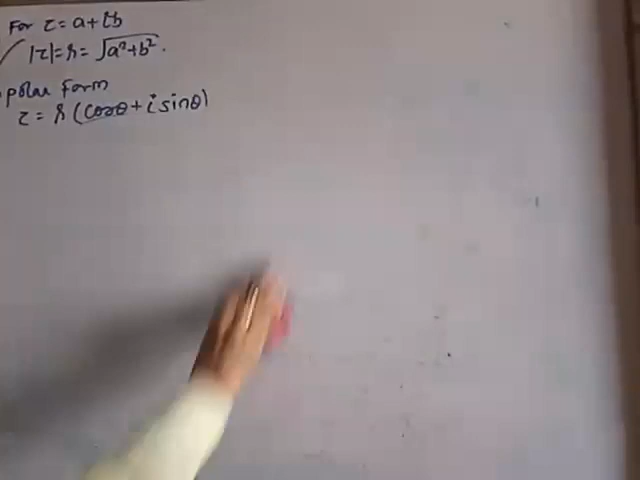 For z = a + ib
|z| = r = √a²+b².
polar form
z = r (cosθ + i sinθ)